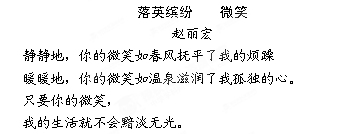 落英缤纷 微笑
赵丽宏
静静地，你的微笑如春风抚平了我的烦躁
暖暖地，你的微笑如温泉滋润了我孤独的心。
只要你的微笑，
我的生活就不会黯淡无光。